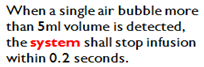 When a single air bubble more
than 5ml volume is detected,
the system shall stop infusion
within 0.2 seconds.